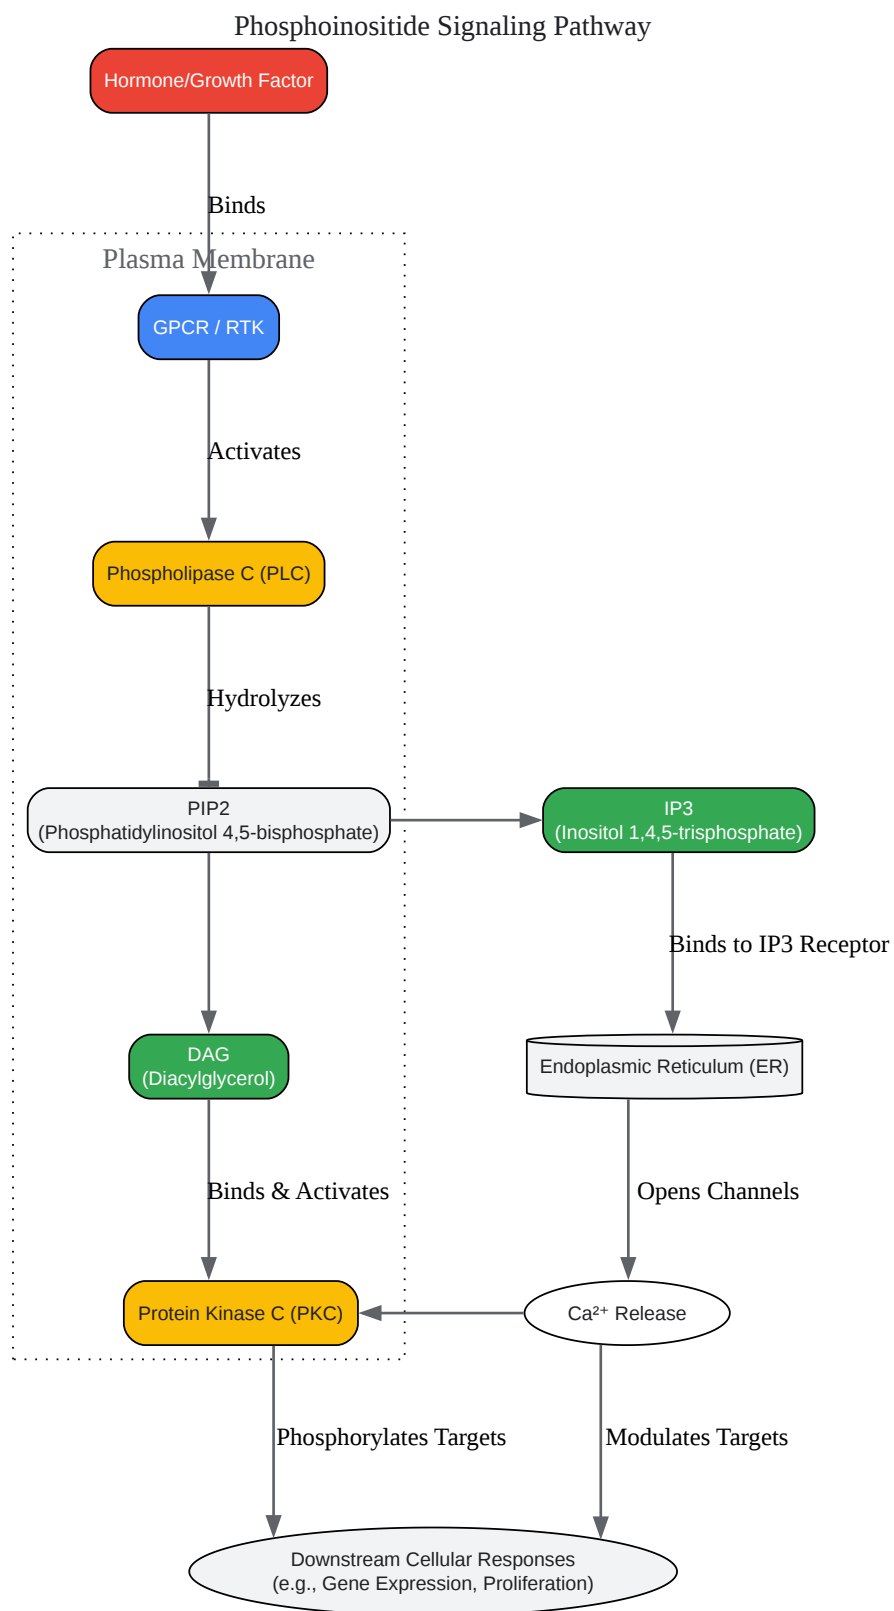 Phosphoinositide Signaling Pathway
Hormone/Growth Factor
Binds
Plasma Membrane
GPCR / RTK
Activates
Phospholipase C (PLC)
Hydrolyzes
PIP2
(Phosphatidylinositol 4,5-bisphosphate)
IP3
(Inositol 1,4,5-trisphosphate)
Binds to IP3 Receptor
DAG
(Diacylglycerol)
Endoplasmic Reticulum (ER)
Binds & Activates
Opens Channels
Protein Kinase C (PKC)
Ca²⁺ Release
Phosphorylates Targets
Modulates Targets
Downstream Cellular Responses
(e.g., Gene Expression, Proliferation)